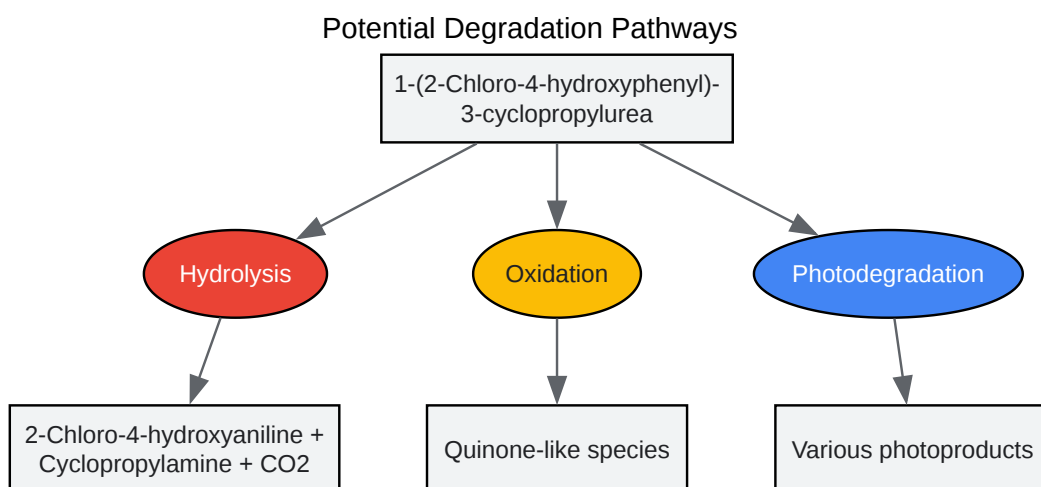 Potential Degradation Pathways
1-(2-Chloro-4-hydroxyphenyl)-
3-cyclopropylurea
Hydrolysis
Oxidation
Photodegradation
2-Chloro-4-hydroxyaniline +
Cyclopropylamine + CO2
Quinone-like species
Various photoproducts